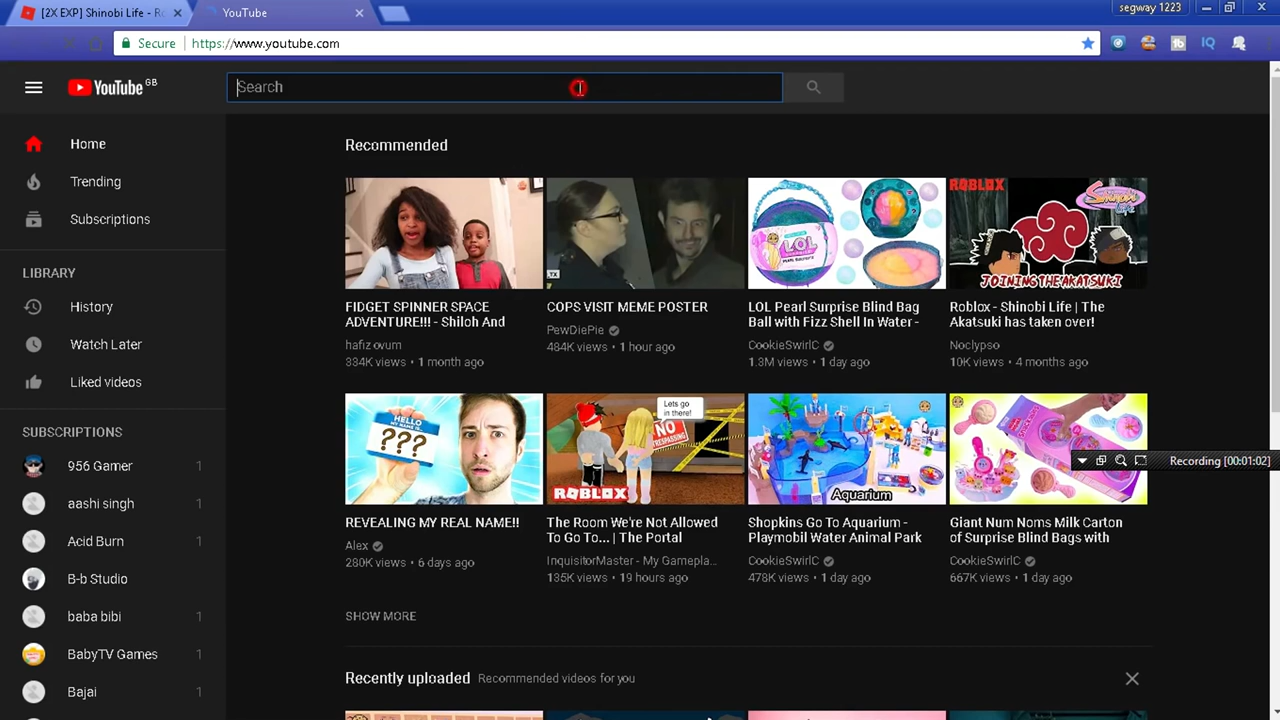 [2X EXP] Shinobi Life - Ro
YouTube
segway 1223
Secure
https://www.youtube.com
YouTube GB
Search
Home
Trending
Subscriptions
LIBRARY
History
Watch Later
Liked videos
SUBSCRIPTIONS
956 Gamer 1
aashi singh 1
Acid Burn 1
B-b Studio 1
baba bibi 1
BabyTV Games 1
Bajai 1
Recommended
FIDGET SPINNER SPACE
ADVENTURE!!! - Shiloh And
hafiz ovum
334K views • 1 month ago
COPS VISIT MEME POSTER
PewDiePie
484K views • 1 hour ago
LOL
LOL Pearl Surprise Blind Bag
Ball with Fizz Shell In Water -
CookieSwirlC
1.3M views • 1 day ago
ROBLOX
JOINING THE AKATSUKI
Roblox - Shinobi Life | The
Akatsuki has taken over!
Noclypso
10K views • 4 months ago
HELLO
MY NAME IS..
???
REVEALING MY REAL NAME!!
Alex
280K views • 6 days ago
Lets go
in there!
NO
TRESPASSING
ROBLOX
The Room We're Not Allowed
To Go To... | The Portal
InquisitorMaster - My Gamepla...
135K views • 19 hours ago
Aquarium
Shopkins Go To Aquarium -
Playmobil Water Animal Park
CookieSwirlC
478K views • 1 day ago
Giant Num Noms Milk Carton
of Surprise Blind Bags with
CookieSwirlC
667K views • 1 day ago
Recording [00:01:02]
SHOW MORE
Recently uploaded Recommended videos for you